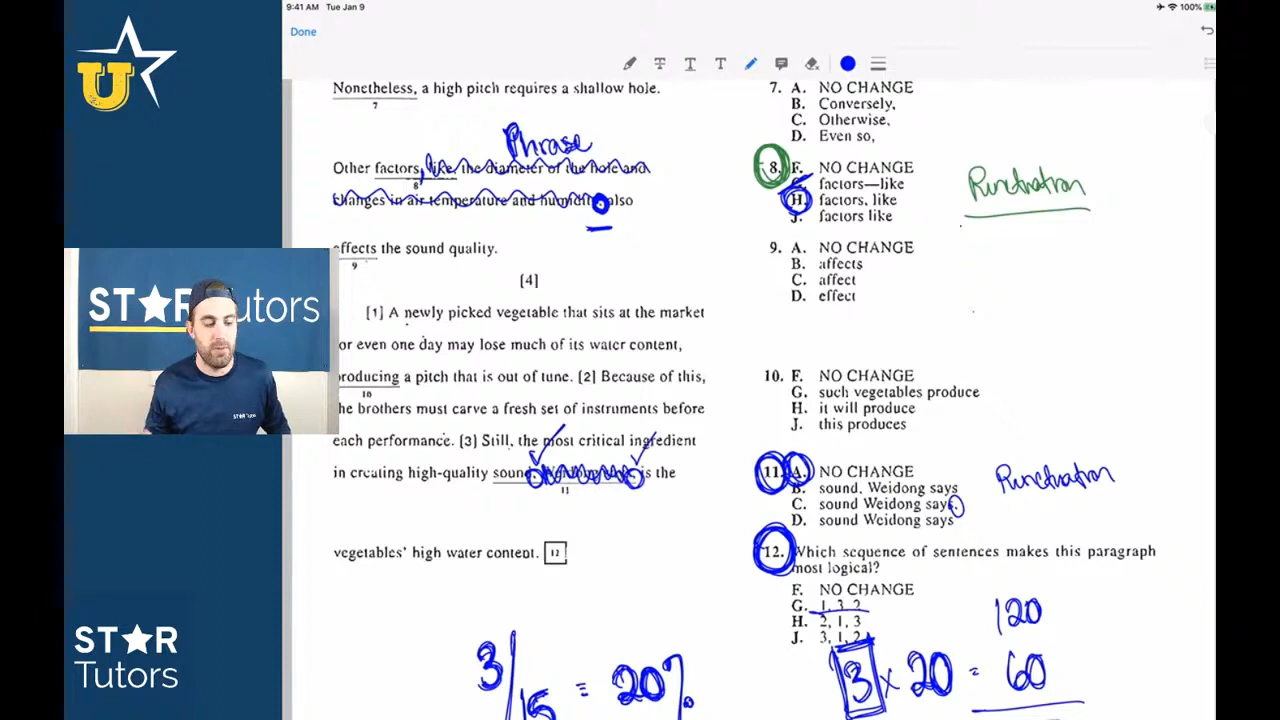 9:41 AM Tue Jan 9
100%
Done
U
Nonetheless, a high pitch requires a shallow hole.
7
Phrase
Other factors, like, the diameter of the hole and
8
changes in air temperature and humidity also
effects the sound quality.
9
[4]
[1] A newly picked vegetable that sits at the market
for even one day may lose much of its water content,
producing a pitch that is out of tune. [2] Because of this,
10
the brothers must carve a fresh set of instruments before
each performance. [3] Still, the most critical ingredient
in creating high-quality sound, Weidong says, is the
11
vegetables' high water content. 12
3/15 = 20%
7. A. NO CHANGE
B. Conversely,
C. Otherwise,
D. Even so,
8. F. NO CHANGE
G. factors—like
H. factors, like
J. factors like
Punctuation
9. A. NO CHANGE
B. affects
C. affect
D. effect
10. F. NO CHANGE
G. such vegetables produce
H. it will produce
J. this produces
11. A. NO CHANGE
B. sound, Weidong says
C. sound Weidong says,
D. sound Weidong says
Punctuation
12. Which sequence of sentences makes this paragraph
most logical?
F. NO CHANGE
G. 1, 3, 2
H. 2, 1, 3
J. 3, 1, 2
120
3 x 20 = 60
STAR Tutors
STAR Tutors
STAR
Tutors